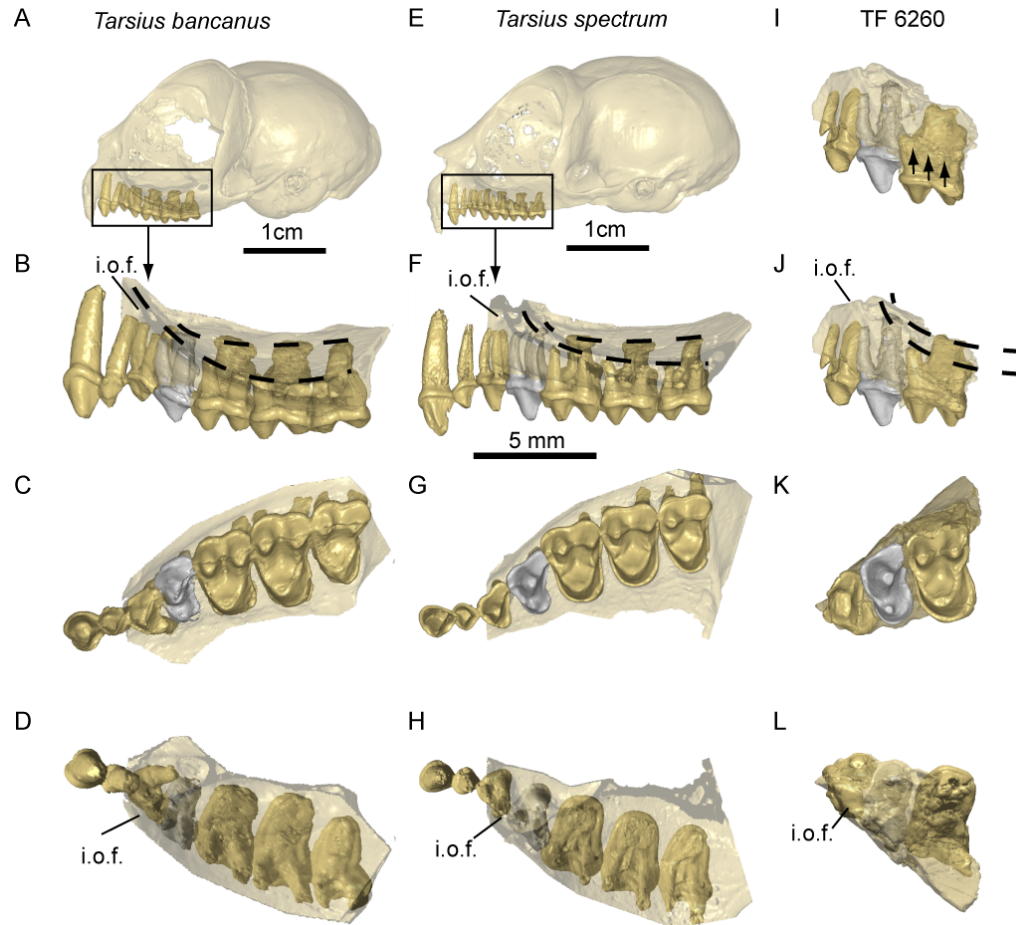 A Tarsius bancanus
E Tarsius spectrum
I TF 6260
1cm
1cm
B
i.o.f.
F
i.o.f.
J
i.o.f.
5 mm
C
G
K
D
H
L
i.o.f.
i.o.f.
i.o.f.